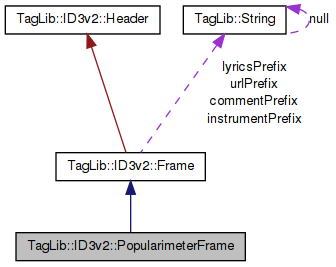 TagLib::ID3v2::Header
TagLib::String
null
lyricsPrefix
urlPrefix
commentPrefix
instrumentPrefix
TagLib::ID3v2::Frame
TagLib::ID3v2::PopularimeterFrame